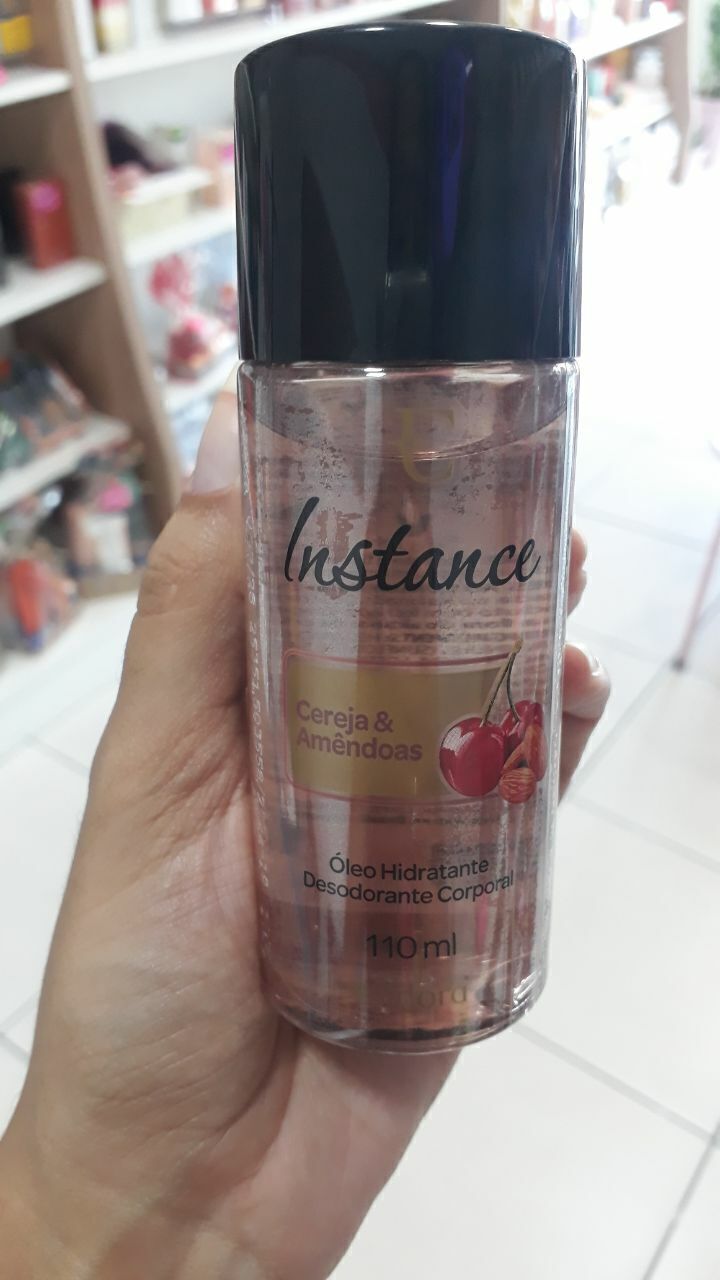 E
Instance
Cereja &
Amêndoas
Óleo Hidratante
Desodorante Corporal
110 ml